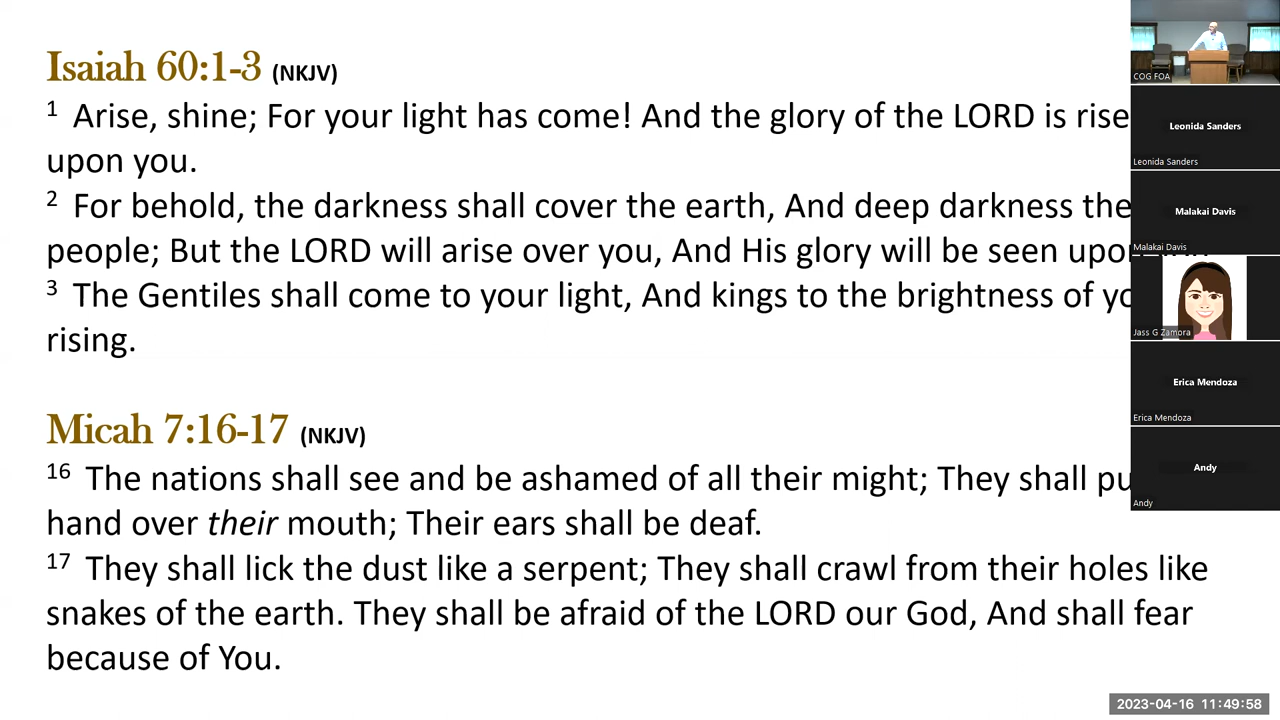 Isaiah 60:1-3 (NKJV)
1 Arise, shine; For your light has come! And the glory of the LORD is rise
upon you.
2 For behold, the darkness shall cover the earth, And deep darkness the
people; But the LORD will arise over you, And His glory will be seen upon
3 The Gentiles shall come to your light, And kings to the brightness of yo
rising.
Micah 7:16-17 (NKJV)
16 The nations shall see and be ashamed of all their might; They shall pu
hand over their mouth; Their ears shall be deaf.
17 They shall lick the dust like a serpent; They shall crawl from their holes like
snakes of the earth. They shall be afraid of the LORD our God, And shall fear
because of You.
COG FOA
Leonida Sanders
Leonida Sanders
Malakai Davis
Malakai Davis
Jass G Zamora
Erica Mendoza
Erica Mendoza
Andy
Andy
2023-04-16 11:49:58